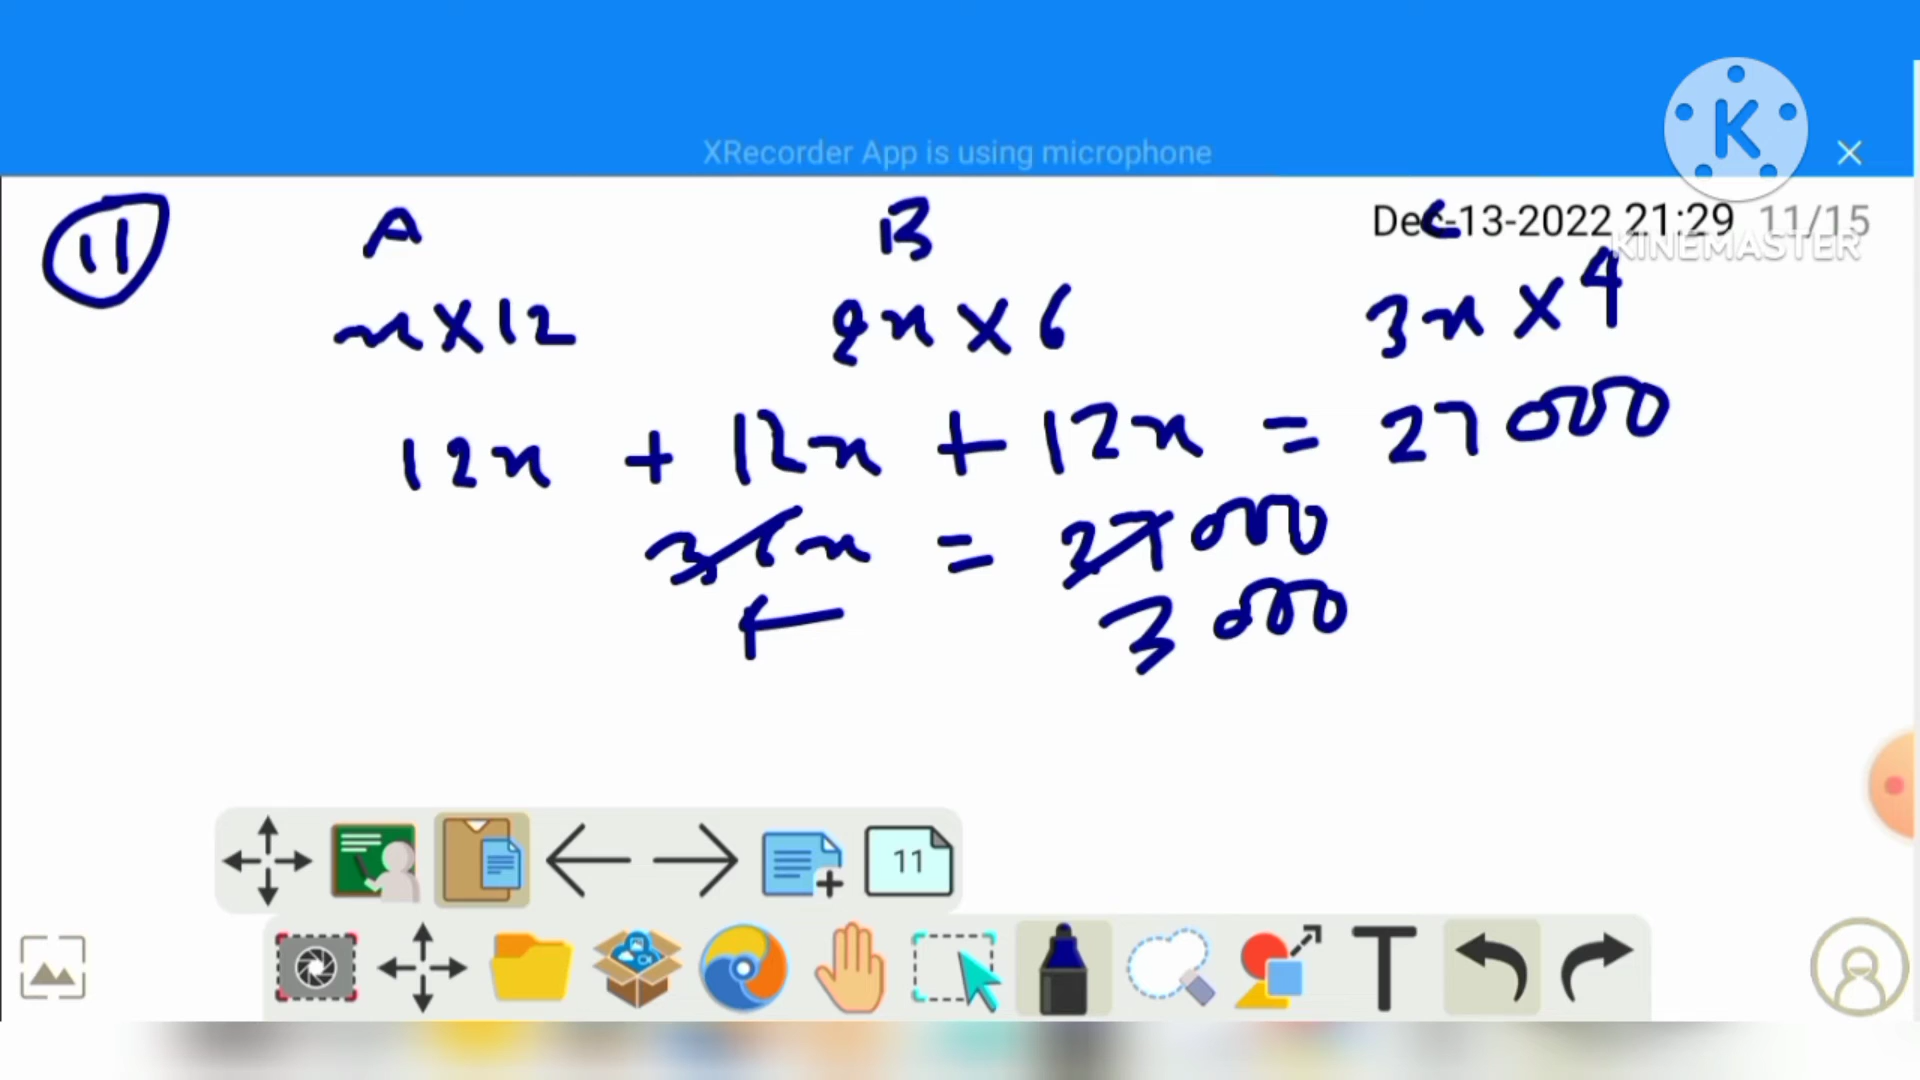 XRecorder App is using microphone
K
KINEMASTER
Dec-13-2022 21:29 11/15
11 A B C
x×12 2x×6 3x×4
12x + 12x + 12x = 27000
36x = 27000
3000
11
T